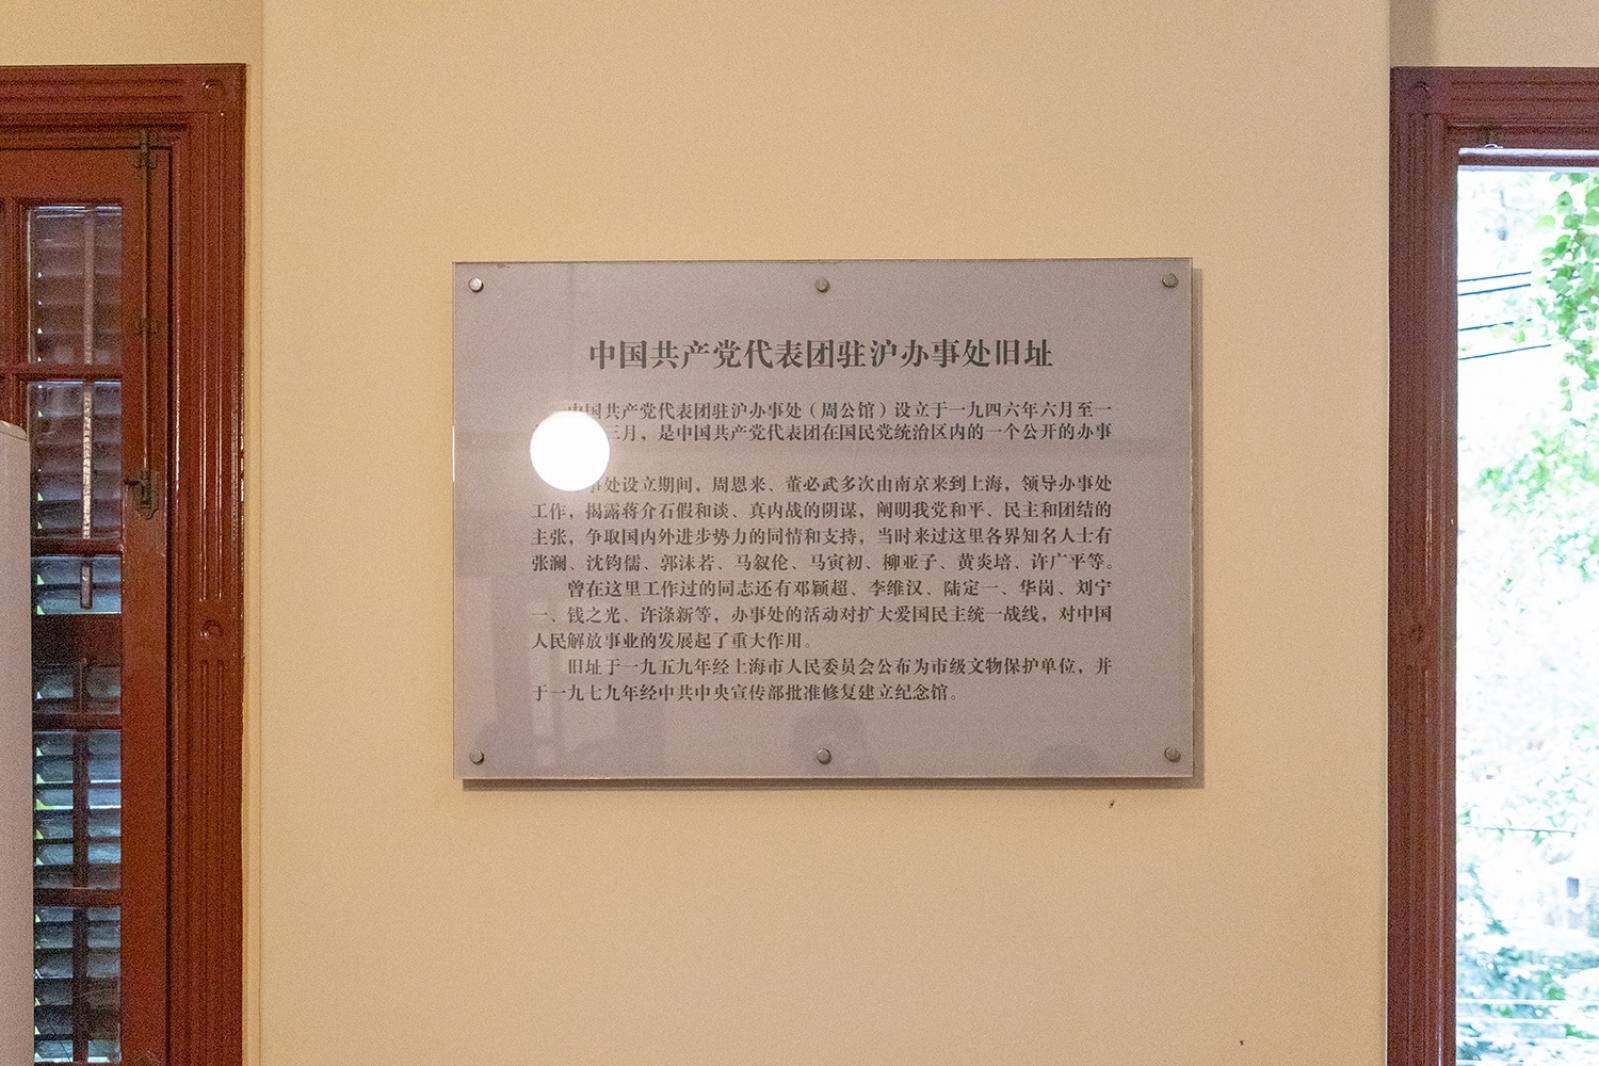 中国共产党代表团驻沪办事处旧址
中国共产党代表团驻沪办事处（周公馆）设立于一九四六年六月至一
三月，是中国共产党代表团在国民党统治区内的一个公开的办事
事处设立期间，周恩来、董必武多次由南京来到上海，领导办事处
工作，揭露蒋介石假和谈、真内战的阴谋，阐明我党和平、民主和团结的
主张，争取国内外进步势力的同情和支持，当时来过这里各界知名人士有
张澜、沈钧儒、郭沫若、马叙伦、马寅初、柳亚子、黄炎培、许广平等。
曾在这里工作过的同志还有邓颖超、李维汉、陆定一、华岗、刘宁
一、钱之光、许涤新等，办事处的活动对扩大爱国民主统一战线，对中国
人民解放事业的发展起了重大作用。
旧址于一九五九年经上海市人民委员会公布为市级文物保护单位，并
于一九七九年经中共中央宣传部批准修复建立纪念馆。